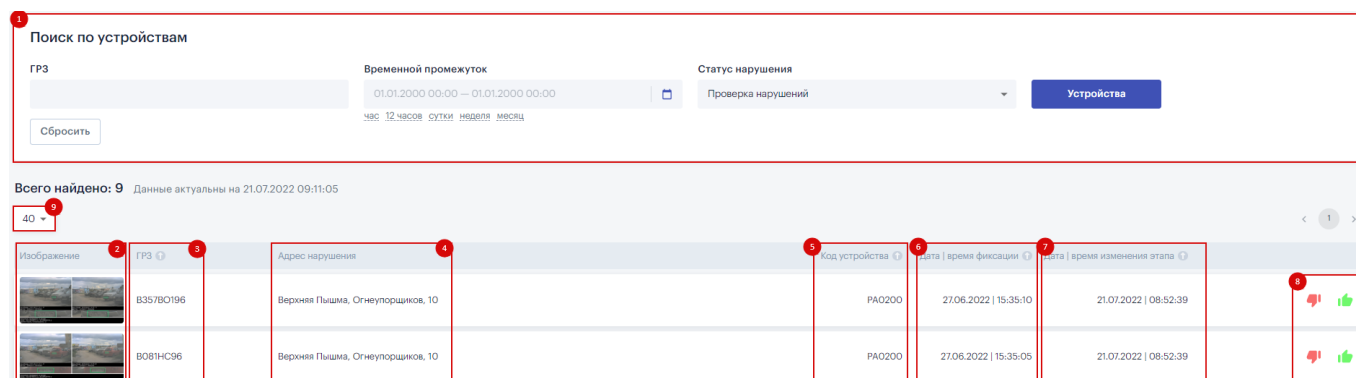 1
Поиск по устройствам
ГРЗ Временной промежуток Статус нарушения
01.01.2000 00:00 — 01.01.2000 00:00 Проверка нарушений Устройства
час 12 часов сутки неделя месяц
Сбросить
Всего найдено: 9 Данные актуальны на 21.07.2022 09:11:05
9
40 1
2 3 4 5 6 7
Изображение ГРЗ Адрес нарушения Код устройства Дата | время фиксации Дата | время изменения этапа
8
В357ВО196 Верхняя Пышма, Огнеупорщиков, 10 РА0200 27.06.2022 | 15:35:10 21.07.2022 | 08:52:39
В081НС96 Верхняя Пышма, Огнеупорщиков, 10 РА0200 27.06.2022 | 15:35:05 21.07.2022 | 08:52:39